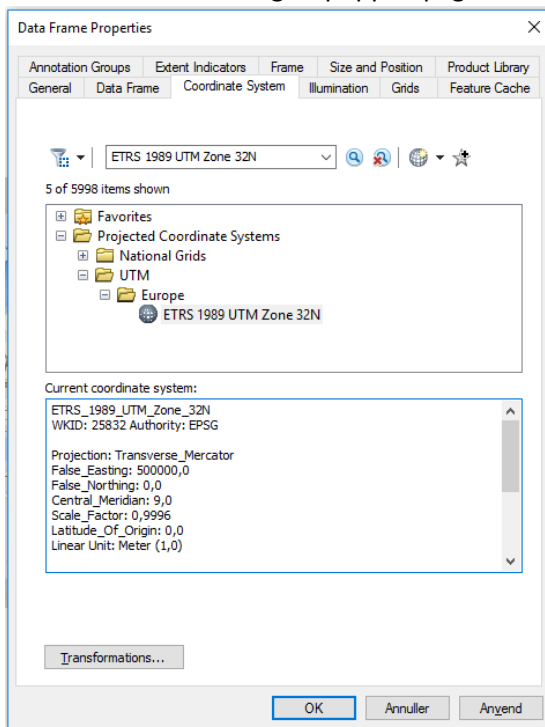 Data Frame Properties
Annotation Groups Extent Indicators Frame Size and Position Product Library
General Data Frame Coordinate System Illumination Grids Feature Cache
ETRS 1989 UTM Zone 32N
5 of 5998 items shown
Favorites
Projected Coordinate Systems
National Grids
UTM
Europe
ETRS 1989 UTM Zone 32N
Current coordinate system:
ETRS_1989_UTM_Zone_32N
WKID: 25832 Authority: EPSG
Projection: Transverse_Mercator
False_Easting: 500000,0
False_Northing: 0,0
Central_Meridian: 9,0
Scale_Factor: 0,9996
Latitude_Of_Origin: 0,0
Linear Unit: Meter (1,0)
Transformations...
OK Annuller Anvend